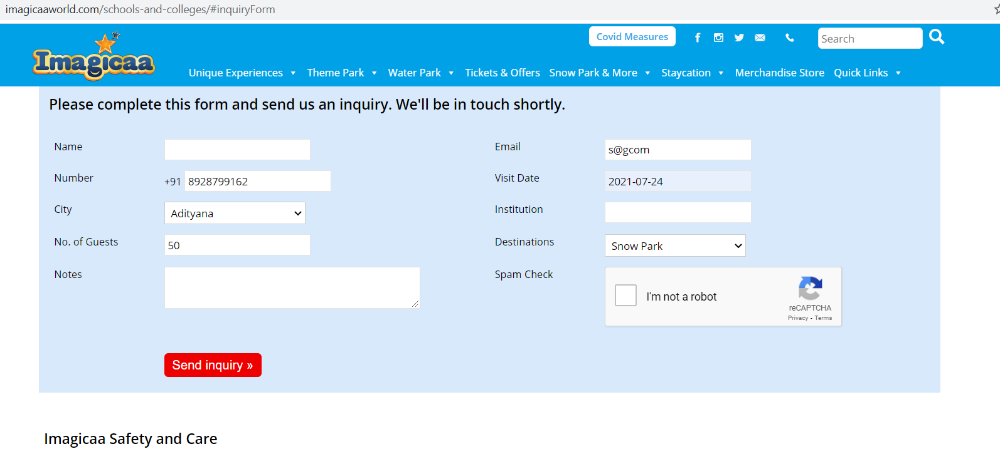 imagicaaworld.com/schools-and-colleges/#inquiryForm
Covid Measures
Search
Imagicaa
Unique Experiences Theme Park Water Park Tickets & Offers Snow Park & More Staycation Merchandise Store Quick Links
Please complete this form and send us an inquiry. We'll be in touch shortly.
Name
Email s@gcom
Number +91 8928799162
Visit Date 2021-07-24
City Adityana
Institution
No. of Guests 50
Destinations Snow Park
Notes
Spam Check
I'm not a robot
reCAPTCHA
Privacy - Terms
Send inquiry »
Imagicaa Safety and Care